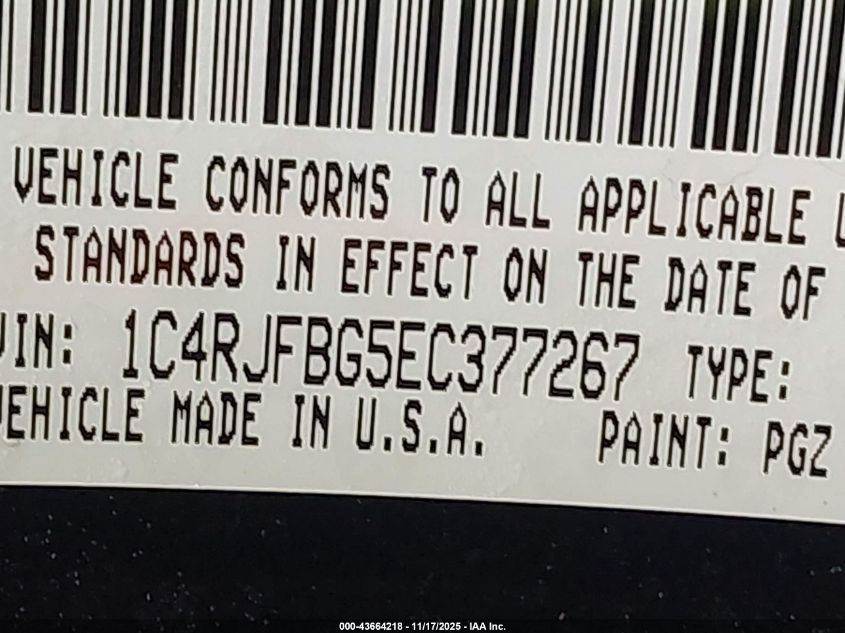 VEHICLE CONFORMS TO ALL APPLICABLE U
STANDARDS IN EFFECT ON THE DATE OF
VIN: 1C4RJFBG5EC377267 TYPE:
VEHICLE MADE IN U.S.A. PAINT: PGZ
000-43664218 - 11/17/2025 - IAA Inc.